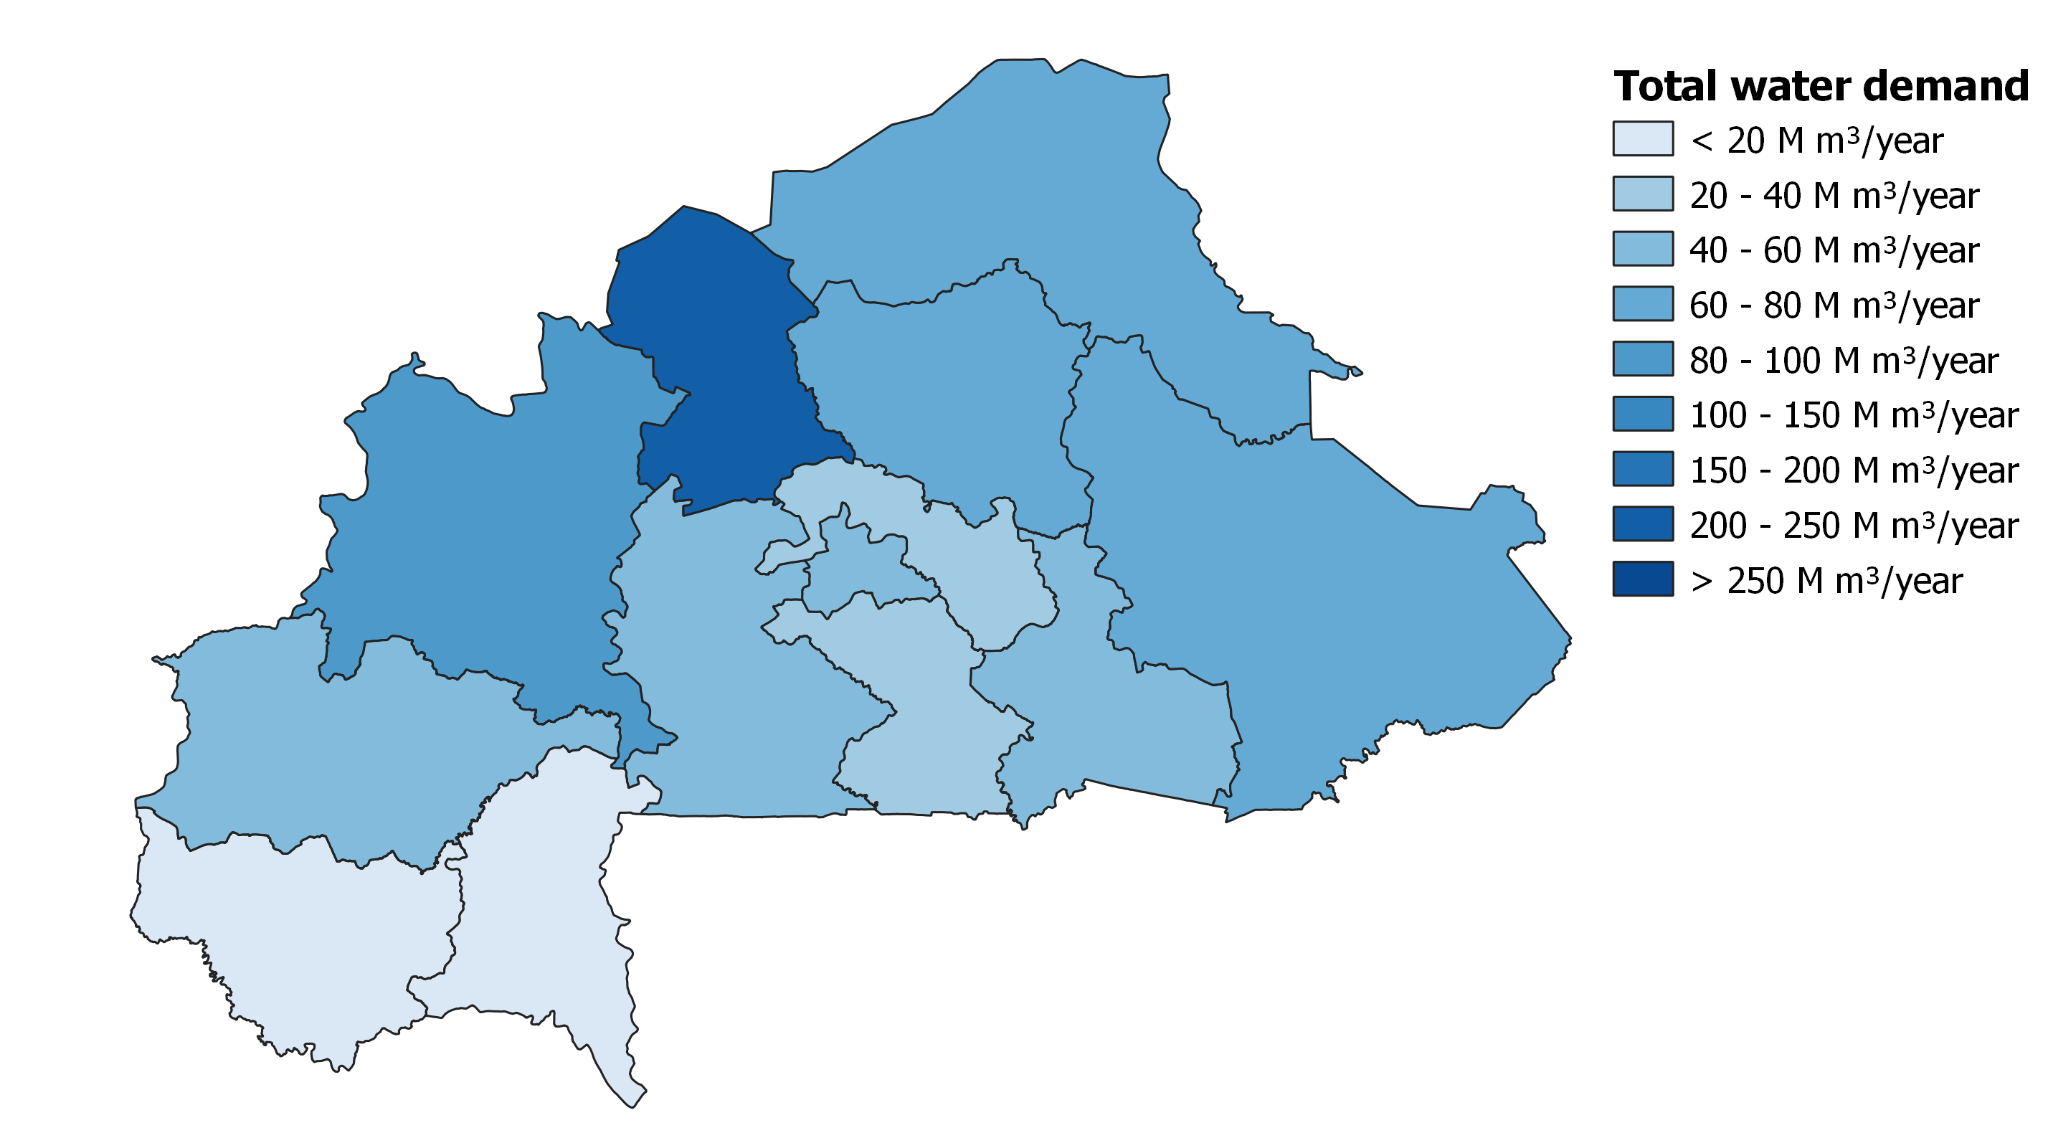 Total water demand
< 20 M m³/year
20 - 40 M m³/year
40 - 60 M m³/year
60 - 80 M m³/year
80 - 100 M m³/year
100 - 150 M m³/year
150 - 200 M m³/year
200 - 250 M m³/year
> 250 M m³/year